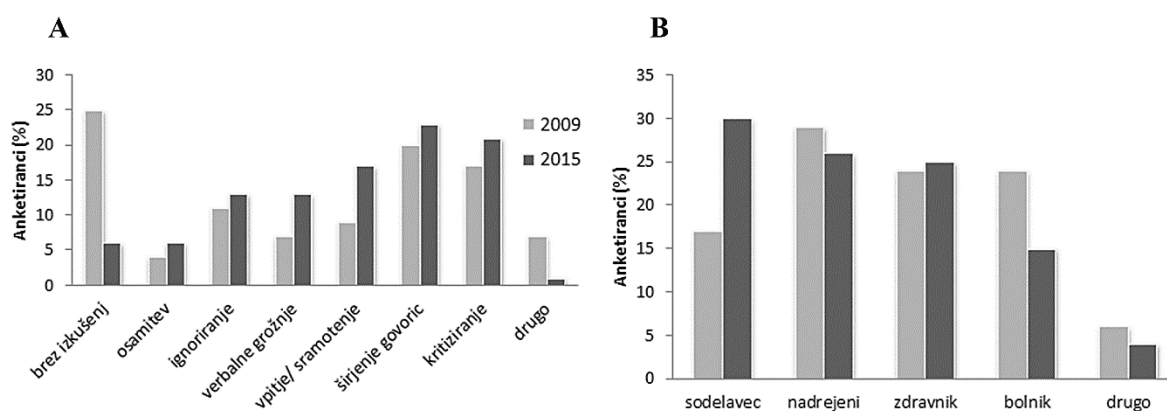 A
Anketiranci (%)
30
25
20
15
10
5
0
2009
2015
brez izkušenj
osamitev
ignoriranje
verbalne grožnje
vpitje/ sramotenje
širjenje govoric
kritiziranje
drugo
B
Anketiranci (%)
35
30
25
20
15
10
5
0
sodelavec
nadrejeni
zdravnik
bolnik
drugo